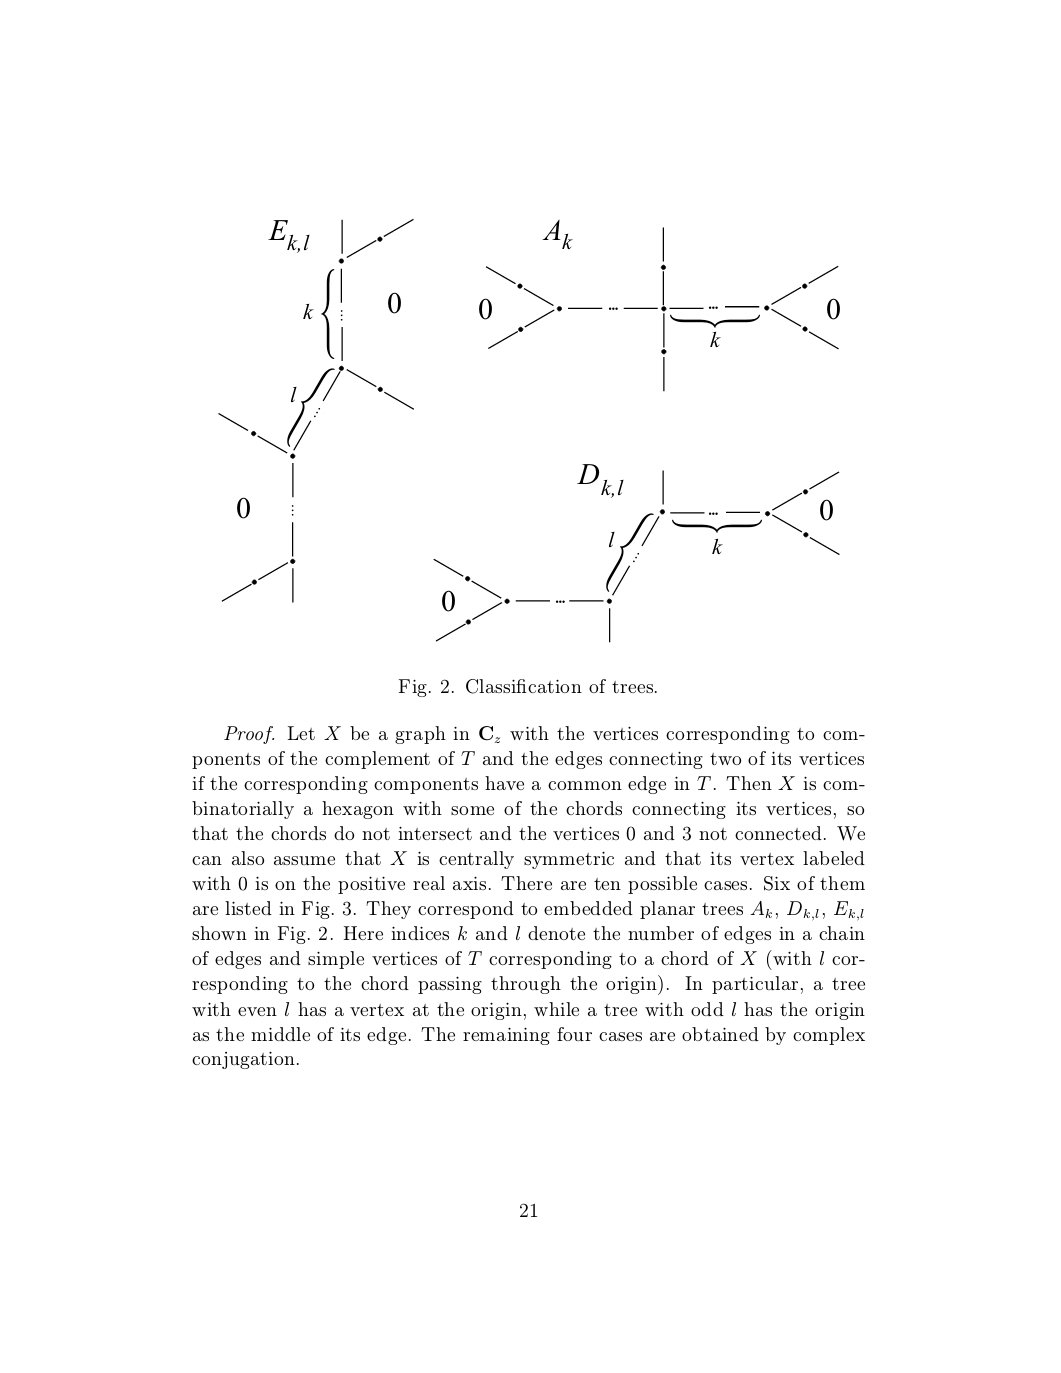 E_{k,l}
A_k
k
0
0
0
k
l
D_{k,l}
0
l
k
0
0
Fig. 2. Classification of trees.
Proof. Let X be a graph in C_z with the vertices corresponding to com-
ponents of the complement of T and the edges connecting two of its vertices
if the corresponding components have a common edge in T. Then X is com-
binatorially a hexagon with some of the chords connecting its vertices, so
that the chords do not intersect and the vertices 0 and 3 not connected. We
can also assume that X is centrally symmetric and that its vertex labeled
with 0 is on the positive real axis. There are ten possible cases. Six of them
are listed in Fig. 3. They correspond to embedded planar trees A_k, D_{k,l}, E_{k,l}
shown in Fig. 2. Here indices k and l denote the number of edges in a chain
of edges and simple vertices of T corresponding to a chord of X (with l cor-
responding to the chord passing through the origin). In particular, a tree
with even l has a vertex at the origin, while a tree with odd l has the origin
as the middle of its edge. The remaining four cases are obtained by complex
conjugation.
21